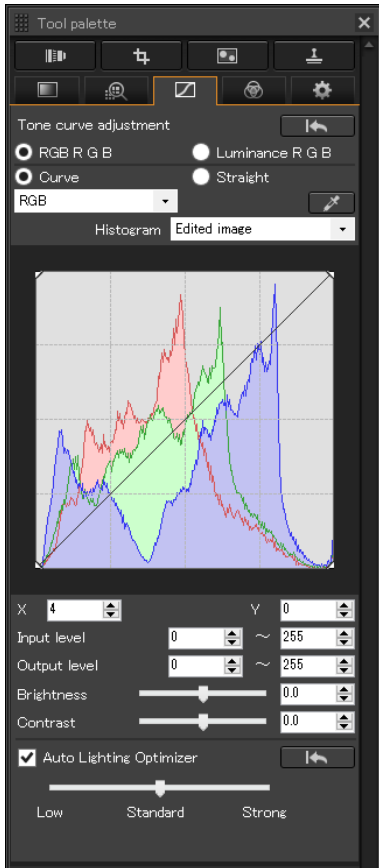 Tool palette
Tone curve adjustment
RGB R G B Luminance R G B
Curve Straight
RGB
Histogram Edited image
X 4 Y 0
Input level 0 ～ 255
Output level 0 ～ 255
Brightness 0.0
Contrast 0.0
Auto Lighting Optimizer
Low Standard Strong